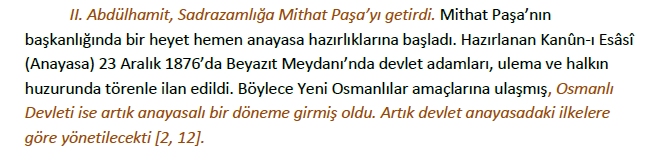 II. Abdülhamit, Sadrazamlığa Mithat Paşa’yı getirdi. Mithat Paşa’nın
başkanlığında bir heyet hemen anayasa hazırlıklarına başladı. Hazırlanan Kanûn-ı Esâsî
(Anayasa) 23 Aralık 1876’da Beyazıt Meydanı’nda devlet adamları, ulema ve halkın
huzurunda törenle ilan edildi. Böylece Yeni Osmanlılar amaçlarına ulaşmış, Osmanlı
Devleti ise artık anayasalı bir döneme girmiş oldu. Artık devlet anayasadaki ilkelere
göre yönetilecekti [2, 12].